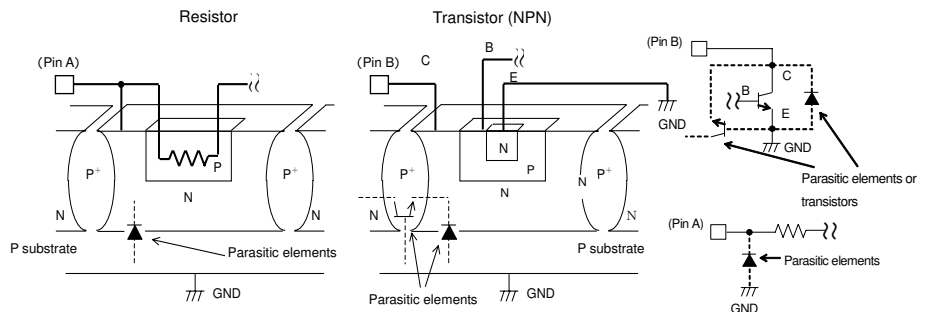 Resistor
Transistor (NPN)
(Pin A)
P
N
P⁺
P⁺
N
N
P substrate
Parasitic elements
GND
(Pin B)
C
B
E
GND
N
P
N
P⁺
N
P⁺
N
N
P substrate
Parasitic elements
GND
(Pin B)
C
B
E
GND
Parasitic elements or
transistors
(Pin A)
Parasitic elements
GND